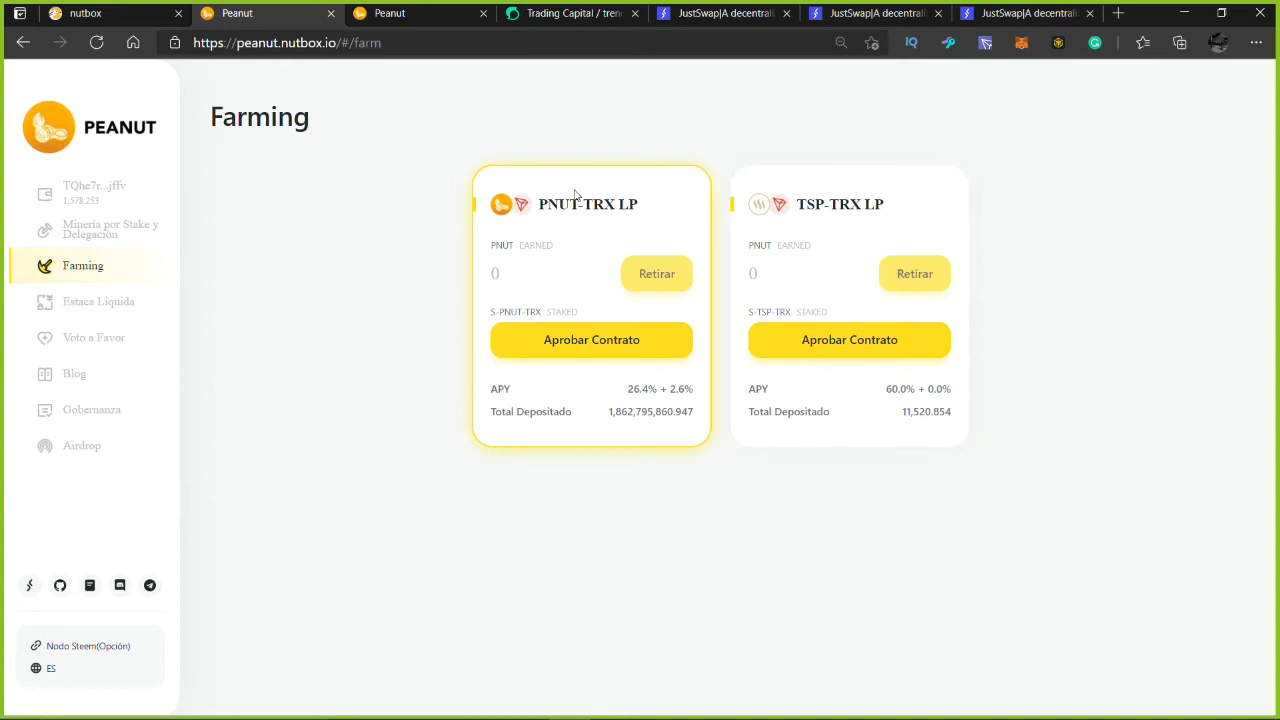 nutbox
Peanut
Peanut
Trading Capital / tren
JustSwap|A decentrali
JustSwap|A decentrali
JustSwap|A decentrali
https://peanut.nutbox.io/#/farm
PEANUT
TQhe7r...jffv
1,578.253
Mineria por Stake y
Delegación
Farming
Estaca Liquida
Voto a Favor
Blog
Gobernanza
Airdrop
Nodo Steem(Opción)
ES
Farming
PNUT-TRX LP
PNUT EARNED
0
Retirar
S-PNUT-TRX STAKED
Aprobar Contrato
APY 26.4% + 2.6%
Total Depositado 1,862,795,860.947
TSP-TRX LP
PNUT EARNED
0
Retirar
S-TSP-TRX STAKED
Aprobar Contrato
APY 60.0% + 0.0%
Total Depositado 11,520.854